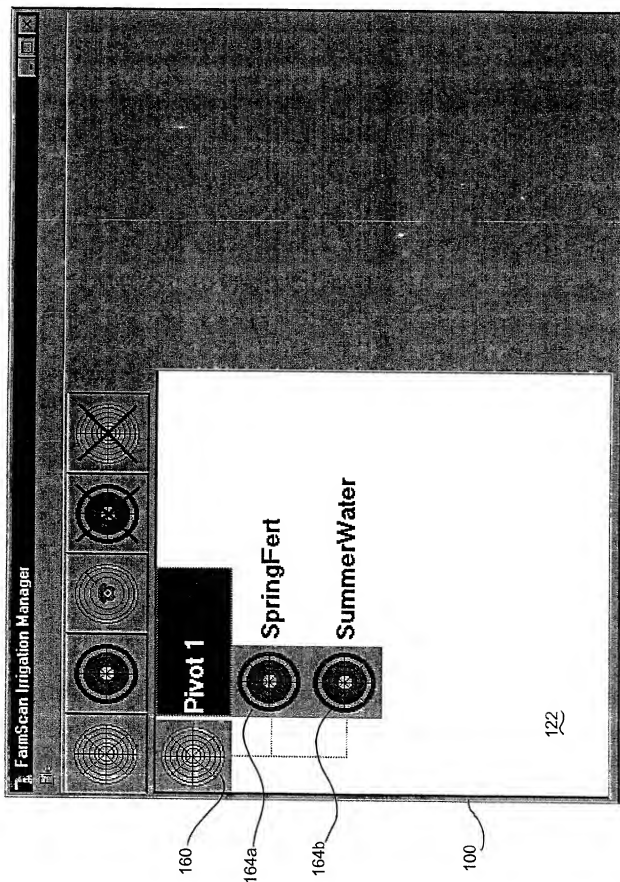 FarmScan Irrigation Manager
Pivot 1
SpringFert
SummerWater
122
160
164a
164b
100